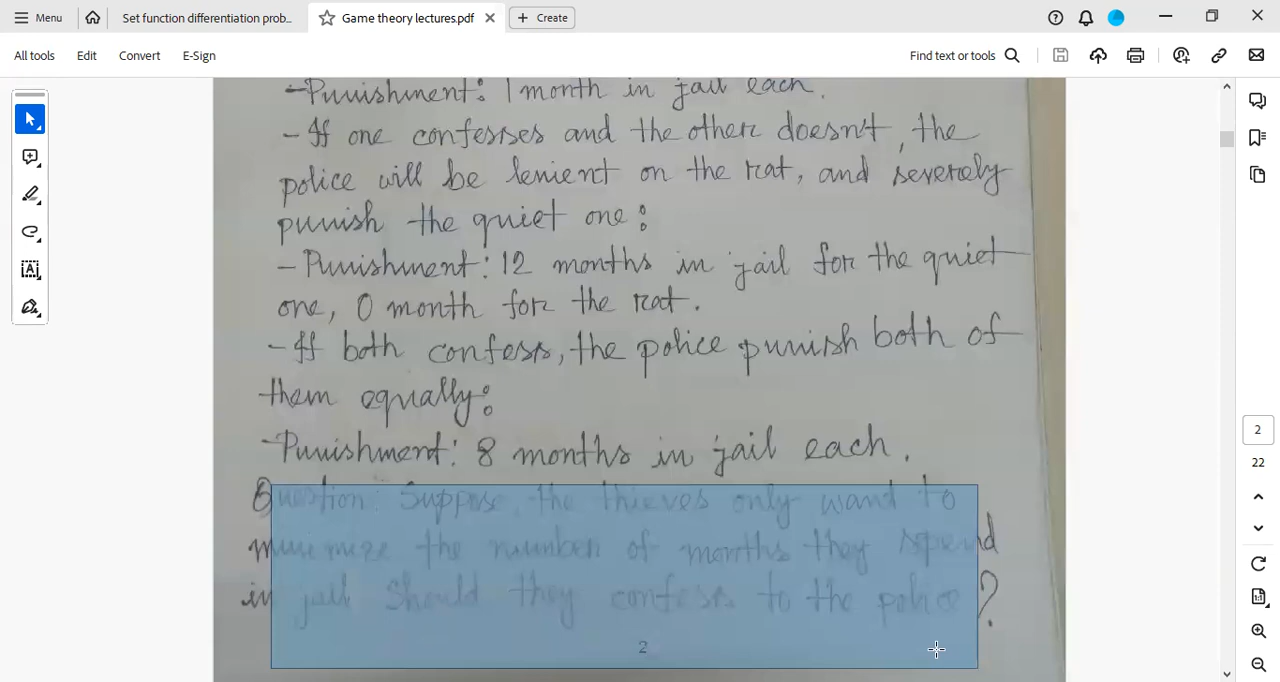 Menu
Set function differentiation prob...
Game theory lectures.pdf
Create
All tools
Edit
Convert
E-Sign
Find text or tools
-Punishment: 1 month in jail each.
- If one confesses and the other doesn't, the
police will be lenient on the rat, and severely
punish the quiet one:
- Punishment: 12 months in jail for the quiet
one, 0 month for the rat.
- If both confess, the police punish both of
them equally:
-Punishment: 8 months in jail each.
Question: Suppose the thieves only want to
minimize the number of months they spend
in jail. Should they confess to the police?
2
2
22